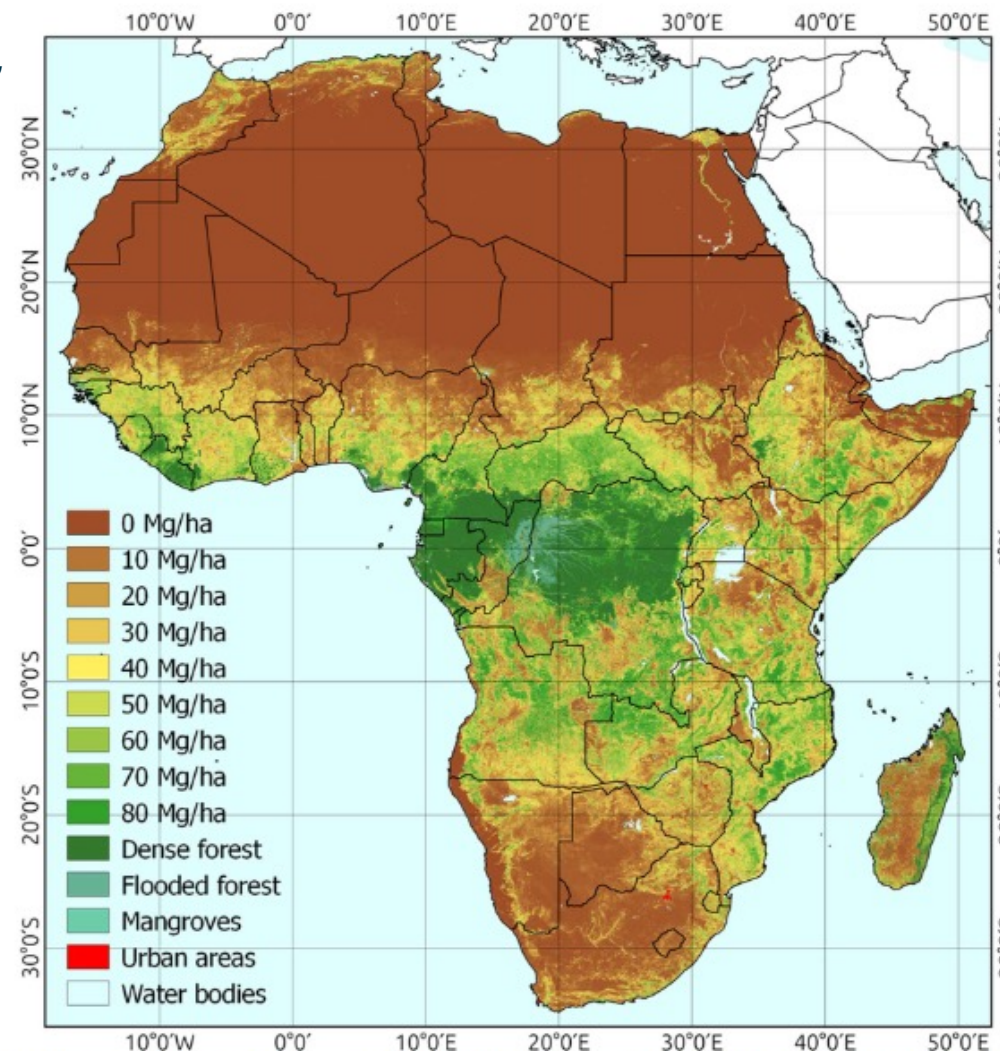 10°0'W 0°0' 10°0'E 20°0'E 30°0'E 40°0'E 50°0'E
30°0'N
20°0'N
10°0'N
0°0'
10°0'S
20°0'S
30°0'S
0 Mg/ha
10 Mg/ha
20 Mg/ha
30 Mg/ha
40 Mg/ha
50 Mg/ha
60 Mg/ha
70 Mg/ha
80 Mg/ha
Dense forest
Flooded forest
Mangroves
Urban areas
Water bodies
10°0'W 0°0' 10°0'E 20°0'E 30°0'E 40°0'E 50°0'E